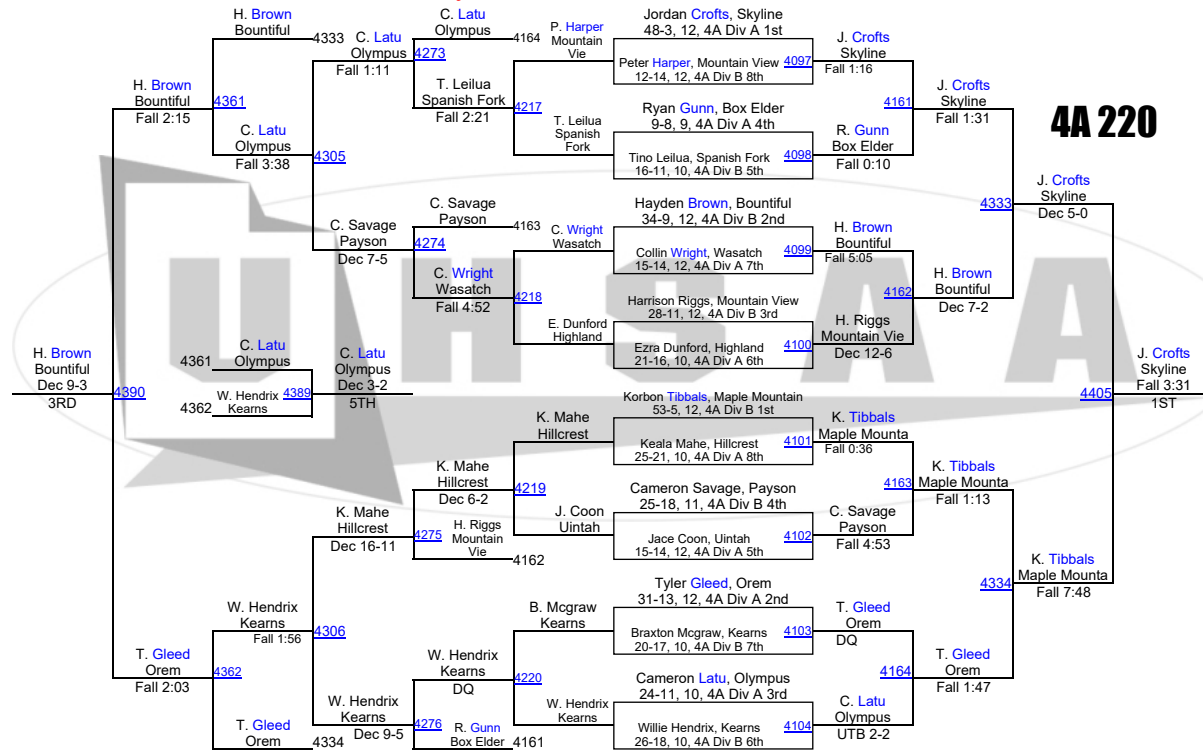 4A 220
UHSAA
H. Brown
Bountiful
4333
H. Brown
Bountiful
Fall 2:15
4361
C. Latu
Olympus
Fall 3:38
C. Latu
Olympus
Fall 1:11
4305
C. Savage
Payson
Dec 7-5
C. Latu
Olympus
4164
4273
T. Leilua
Spanish Fork
Fall 2:21
C. Savage
Payson
4163
4274
C. Wright
Wasatch
Fall 4:52
P. Harper
Mountain
Vie
4217
T. Leilua
Spanish
Fork
C. Wright
Wasatch
4218
E. Dunford
Highland
Jordan Crofts, Skyline
48-3, 12, 4A Div A 1st
Peter Harper, Mountain View
12-14, 12, 4A Div B 8th
4097
Ryan Gunn, Box Elder
9-8, 9, 4A Div A 4th
Tino Leilua, Spanish Fork
16-11, 10, 4A Div B 5th
4098
Hayden Brown, Bountiful
34-9, 12, 4A Div B 2nd
Collin Wright, Wasatch
15-14, 12, 4A Div A 7th
4099
Harrison Riggs, Mountain View
28-11, 12, 4A Div B 3rd
Ezra Dunford, Highland
21-16, 10, 4A Div A 6th
4100
J. Crofts
Skyline
Fall 1:16
4161
R. Gunn
Box Elder
Fall 0:10
H. Brown
Bountiful
Fall 5:05
4162
H. Riggs
Mountain Vie
Dec 12-6
J. Crofts
Skyline
Fall 1:31
4333
H. Brown
Bountiful
Dec 7-2
J. Crofts
Skyline
Dec 5-0
H. Brown
Bountiful
Dec 9-3
3RD
4390
4361
C. Latu
Olympus
4362
W. Hendrix
Kearns
4389
C. Latu
Olympus
Dec 3-2
5TH
J. Crofts
Skyline
Fall 3:31
1ST
4405
Korbon Tibbals, Maple Mountain
53-5, 12, 4A Div B 1st
Keala Mahe, Hillcrest
25-21, 10, 4A Div A 8th
4101
Cameron Savage, Payson
25-18, 11, 4A Div B 4th
Jace Coon, Uintah
15-14, 12, 4A Div A 5th
4102
Tyler Gleed, Orem
31-13, 12, 4A Div A 2nd
Braxton Mcgraw, Kearns
20-17, 10, 4A Div B 7th
4103
Cameron Latu, Olympus
24-11, 10, 4A Div A 3rd
Willie Hendrix, Kearns
26-18, 10, 4A Div B 6th
4104
K. Mahe
Hillcrest
4219
J. Coon
Uintah
B. Mcgraw
Kearns
4220
W. Hendrix
Kearns
K. Mahe
Hillcrest
Dec 6-2
4275
H. Riggs
Mountain
Vie
4162
W. Hendrix
Kearns
DQ
4276
R. Gunn
Box Elder
4161
K. Mahe
Hillcrest
Dec 16-11
4306
W. Hendrix
Kearns
Dec 9-5
W. Hendrix
Kearns
Fall 1:56
4362
T. Gleed
Orem
4334
T. Gleed
Orem
Fall 2:03
K. Tibbals
Maple Mounta
Fall 0:36
4163
C. Savage
Payson
Fall 4:53
T. Gleed
Orem
DQ
4164
C. Latu
Olympus
UTB 2-2
K. Tibbals
Maple Mounta
Fall 1:13
4334
T. Gleed
Orem
Fall 1:47
K. Tibbals
Maple Mounta
Fall 7:48